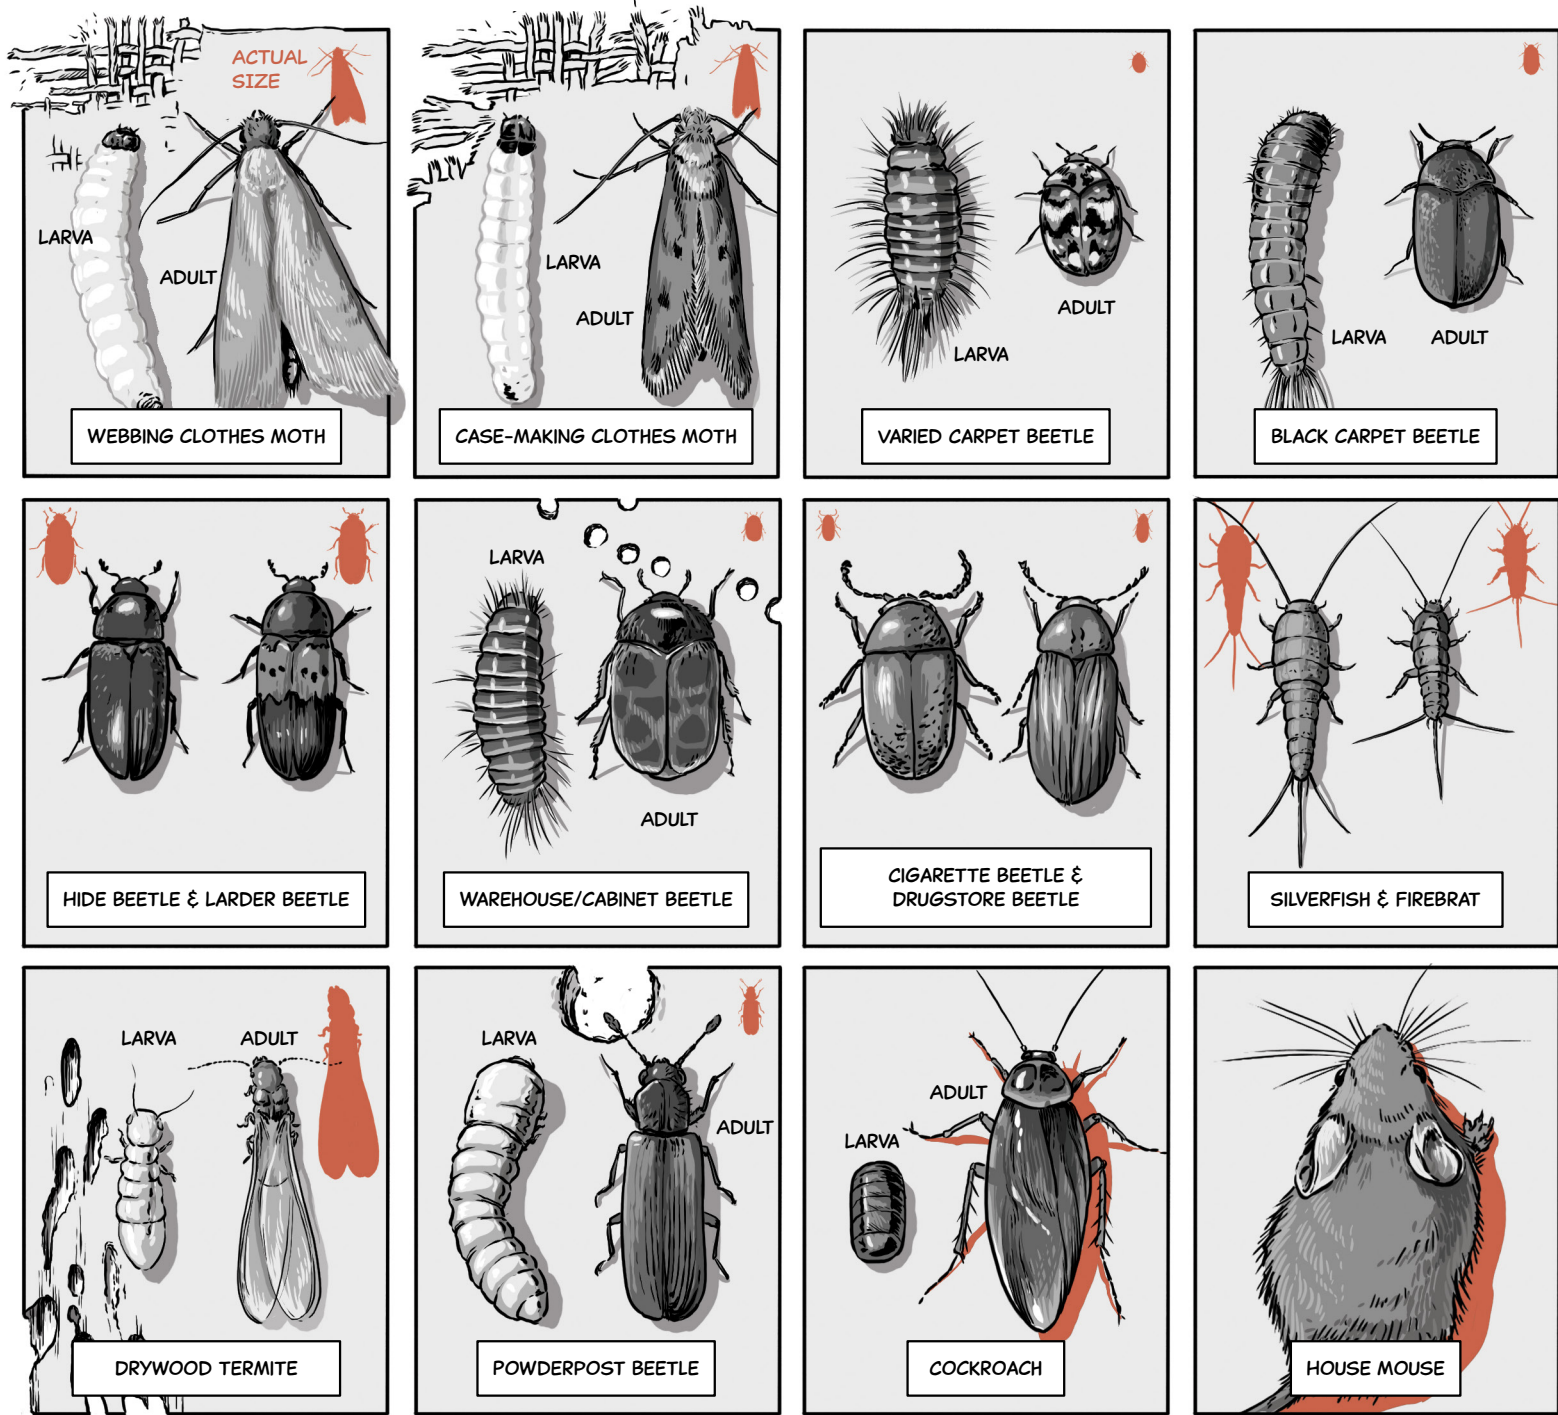 ACTUAL
SIZE
LARVA
ADULT
WEBBING CLOTHES MOTH
LARVA
ADULT
CASE-MAKING CLOTHES MOTH
LARVA
ADULT
VARIED CARPET BEETLE
LARVA
ADULT
BLACK CARPET BEETLE
HIDE BEETLE & LARDER BEETLE
LARVA
ADULT
WAREHOUSE/CABINET BEETLE
CIGARETTE BEETLE &
DRUGSTORE BEETLE
SILVERFISH & FIREBRAT
LARVA
ADULT
DRYWOOD TERMITE
LARVA
ADULT
POWDERPOST BEETLE
ADULT
LARVA
COCKROACH
HOUSE MOUSE